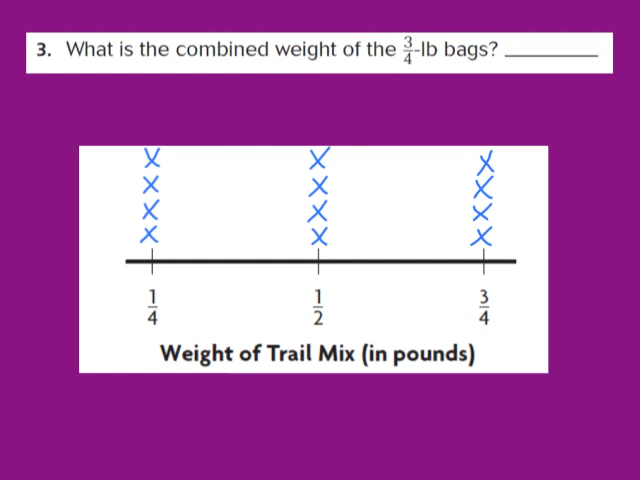 3. What is the combined weight of the 3/4-lb bags? ________
X X X
X X X
X X X
X X X
1/4 1/2 3/4
Weight of Trail Mix (in pounds)